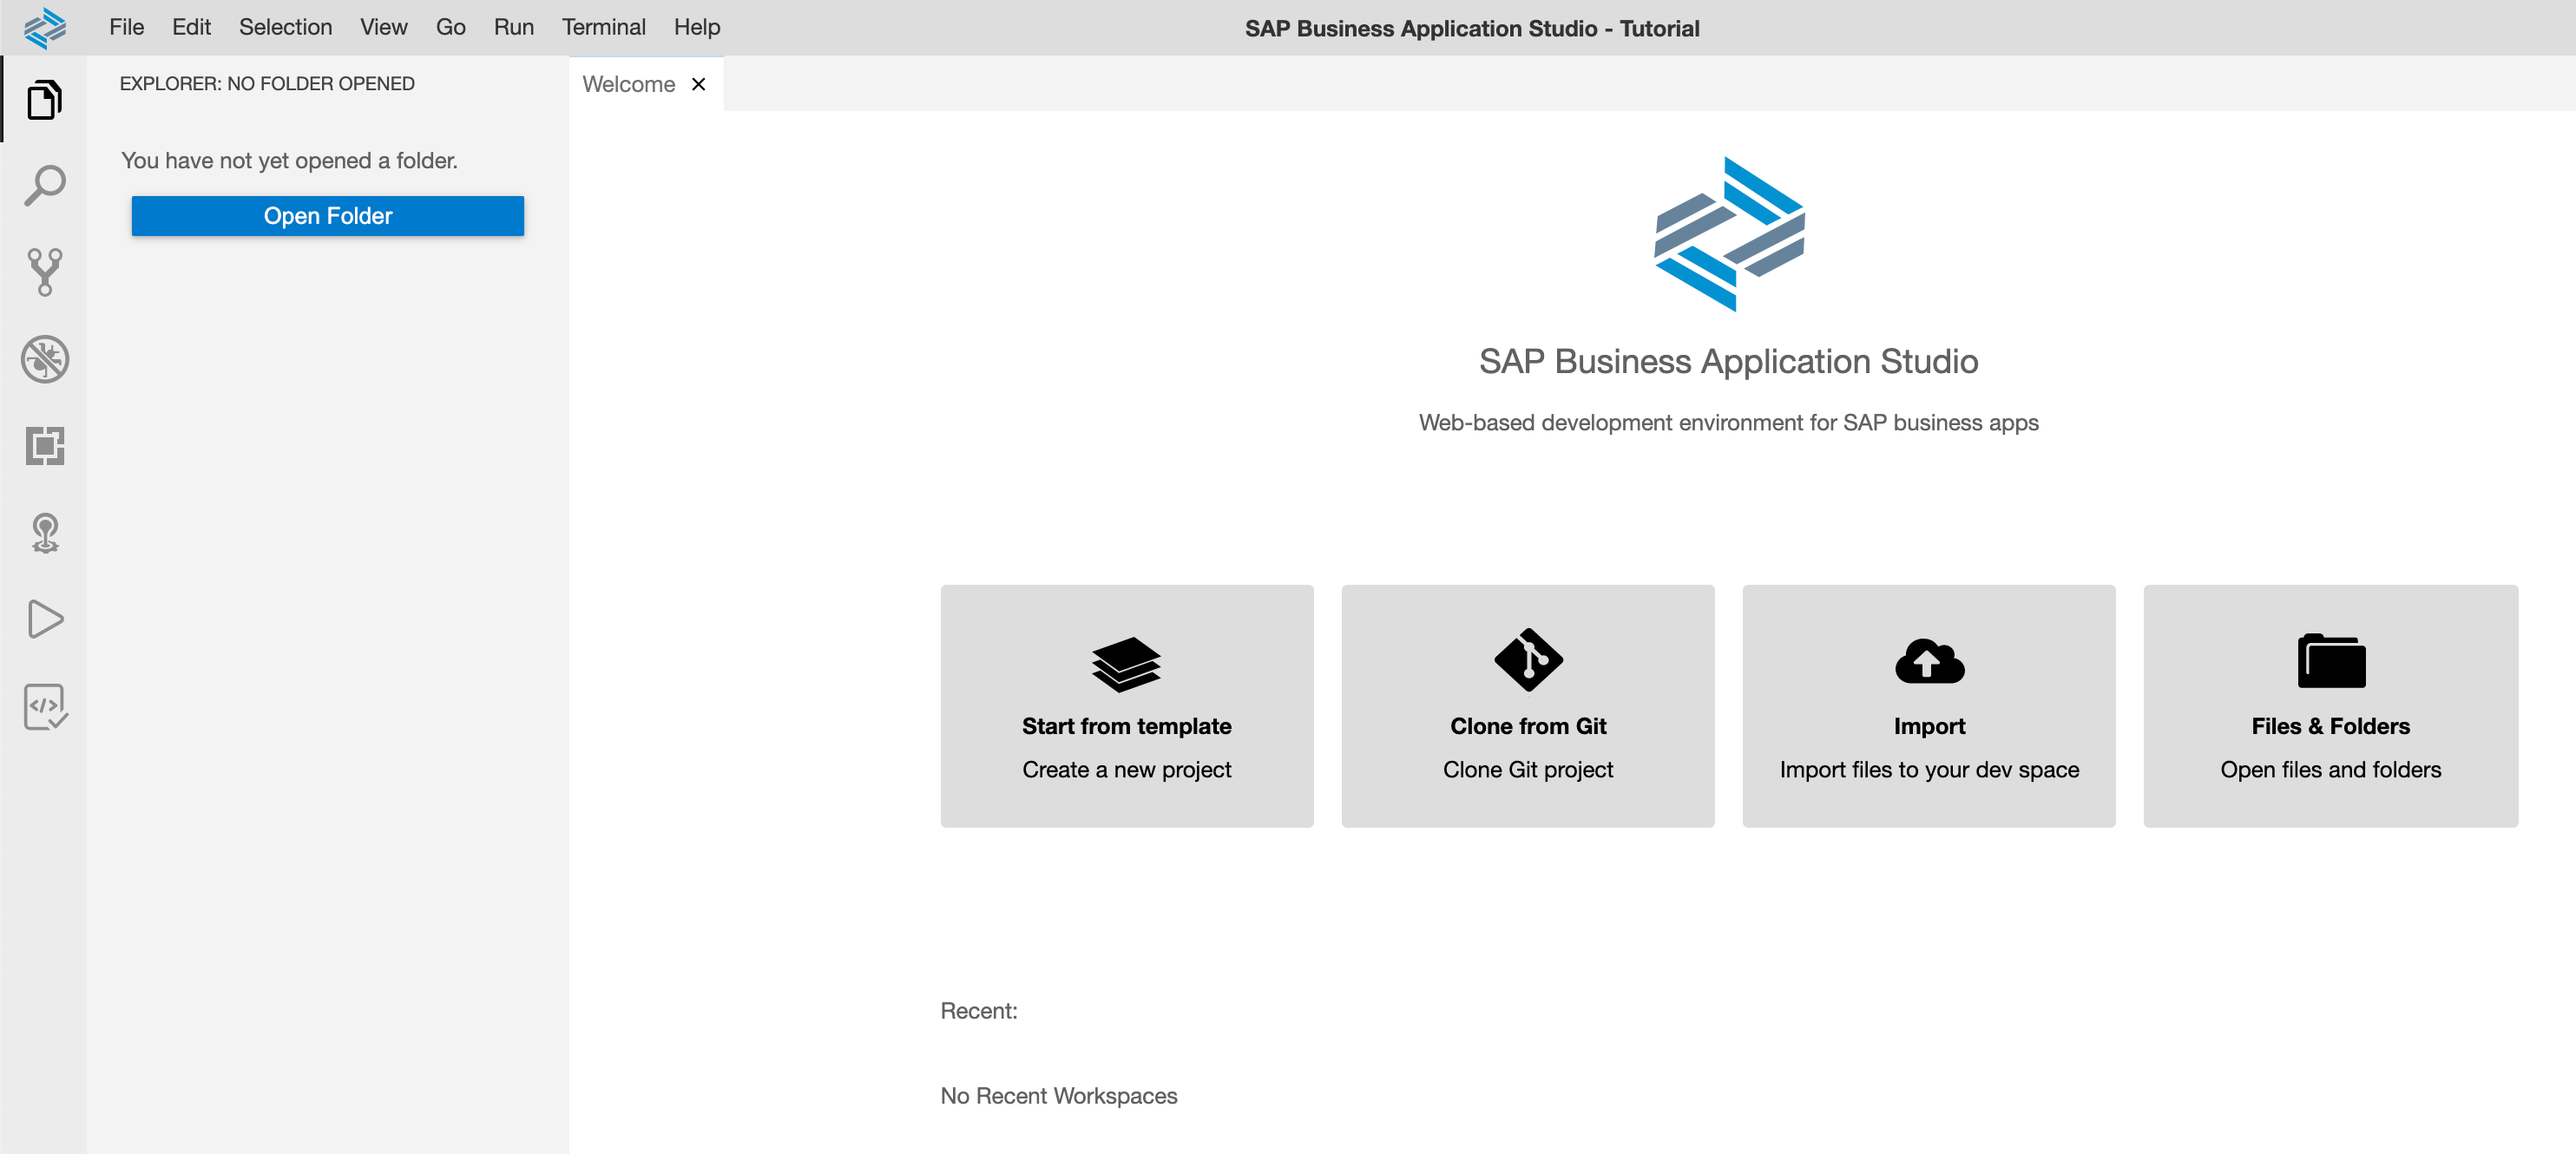 File Edit Selection View Go Run Terminal Help
SAP Business Application Studio - Tutorial
EXPLORER: NO FOLDER OPENED
You have not yet opened a folder.
Open Folder
Welcome
SAP Business Application Studio
Web-based development environment for SAP business apps
Start from template
Create a new project
Clone from Git
Clone Git project
Import
Import files to your dev space
Files & Folders
Open files and folders
Recent:
No Recent Workspaces